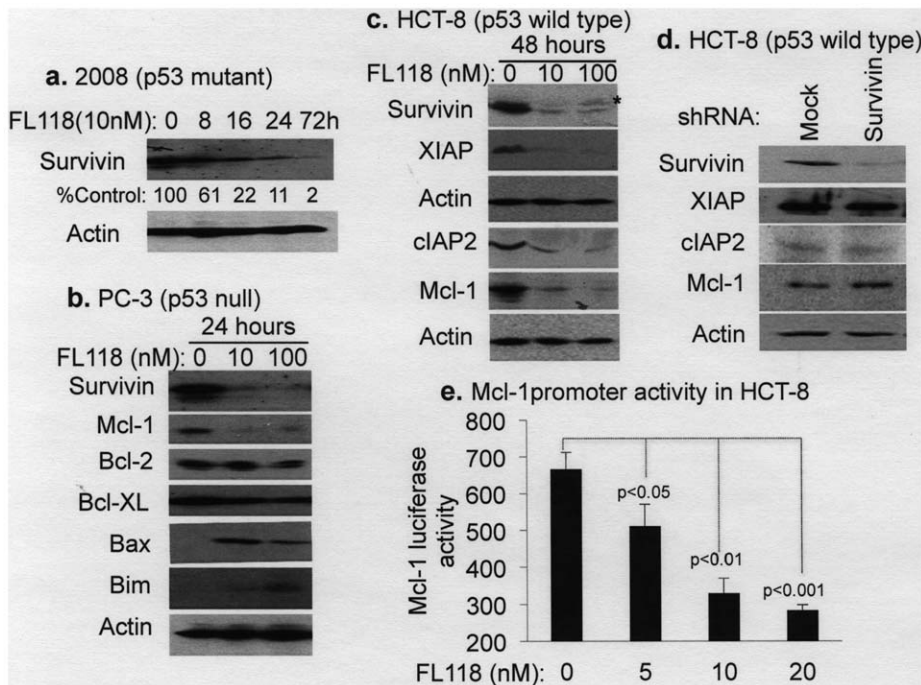 a. 2008 (p53 mutant)
FL118(10nM): 0 8 16 24 72h
Survivin
%Control: 100 61 22 11 2
Actin
b. PC-3 (p53 null)
24 hours
FL118 (nM): 0 10 100
Survivin
Mcl-1
Bcl-2
Bcl-XL
Bax
Bim
Actin
c. HCT-8 (p53 wild type)
48 hours
FL118 (nM): 0 10 100
Survivin *
XIAP
Actin
cIAP2
Mcl-1
Actin
d. HCT-8 (p53 wild type)
shRNA: Mock Survivin
Survivin
XIAP
cIAP2
Mcl-1
Actin
e. Mcl-1promoter activity in HCT-8
Mcl-1 luciferase
activity
800
700
600
500
400
300
200
p<0.05
p<0.01
p<0.001
FL118 (nM): 0 5 10 20